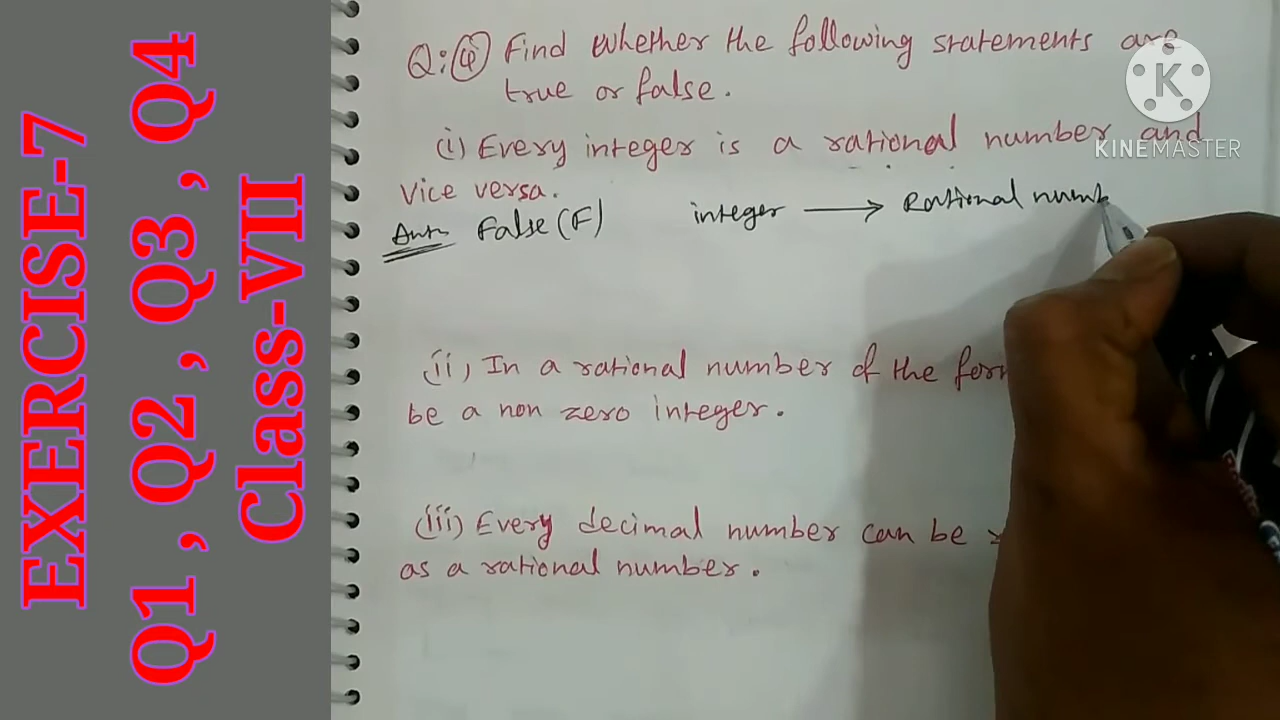 EXERCISE-7
Q1 , Q2 , Q3 , Q4
Class-VII
Q:④ Find whether the following statements are
true or false.
(i) Every integer is a rational number and
vice versa.
Ans False (F) integer → Rational numb
(ii) In a rational number of the for
be a non zero integer.
(iii) Every decimal number can be
as a rational number.
K
KINEMASTER